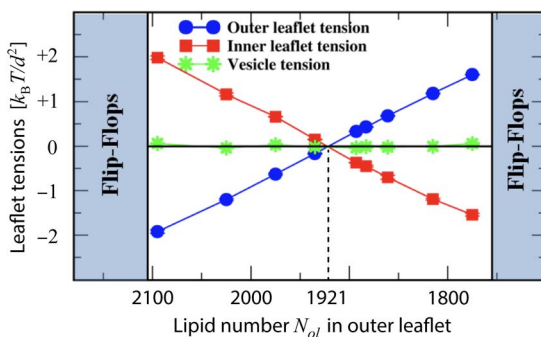 Outer leaflet tension
Inner leaflet tension
Vesicle tension
Leaflet tensions [k_B T/d²]
+2
+1
0
−1
−2
Flip-Flops
Flip-Flops
2100 2000 1921 1800
Lipid number N_ol in outer leaflet